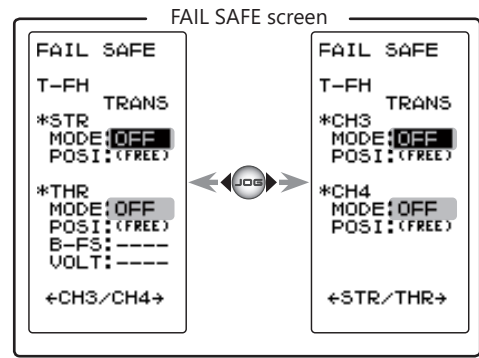 FAIL SAFE screen
FAIL SAFE
T-FH
TRANS
*STR
MODE:OFF
POSI:(FREE)
*THR
MODE:OFF
POSI:(FREE)
B-FS:----
VOLT:----
←CH3/CH4→
JOG
FAIL SAFE
T-FH
TRANS
*CH3
MODE:OFF
POSI:(FREE)
*CH4
MODE:OFF
POSI:(FREE)
←STR/THR→